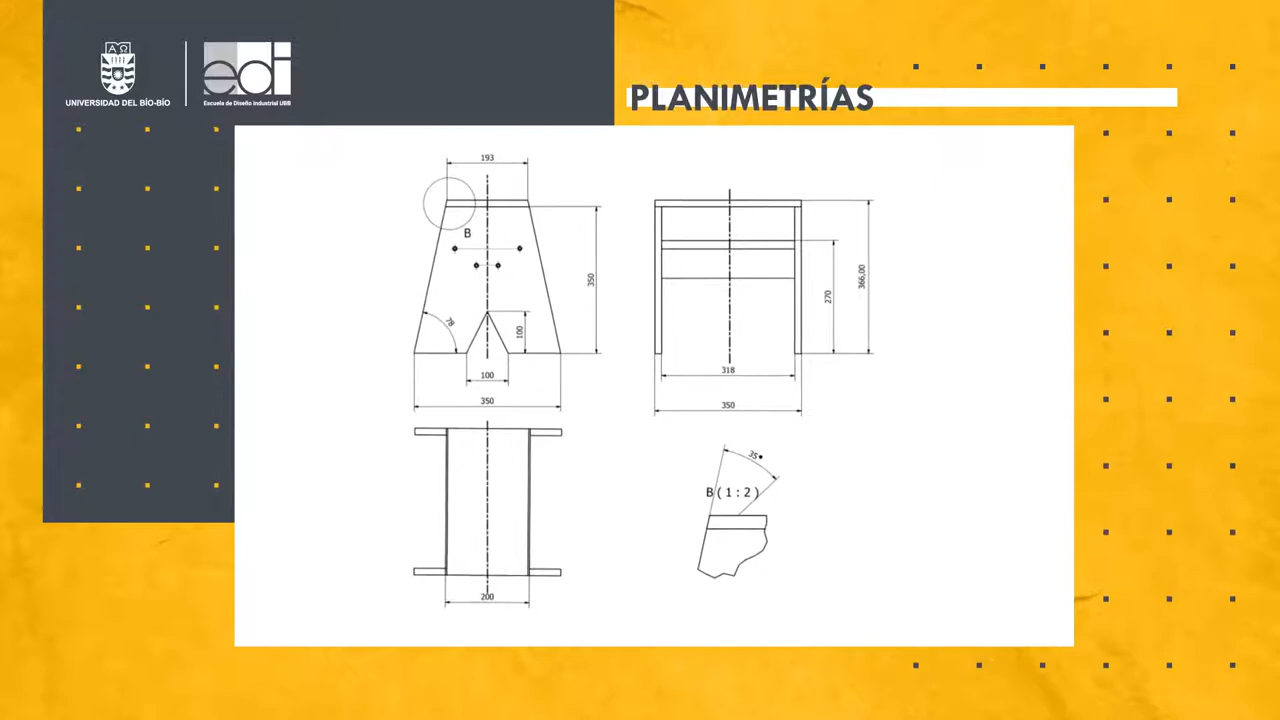 UNIVERSIDAD DEL BÍO-BÍO
edi
Escuela de Diseño Industrial UBB
PLANIMETRÍAS
193
B
350
78
100
100
350
366,00
270
318
350
35°
B ( 1 : 2 )
200